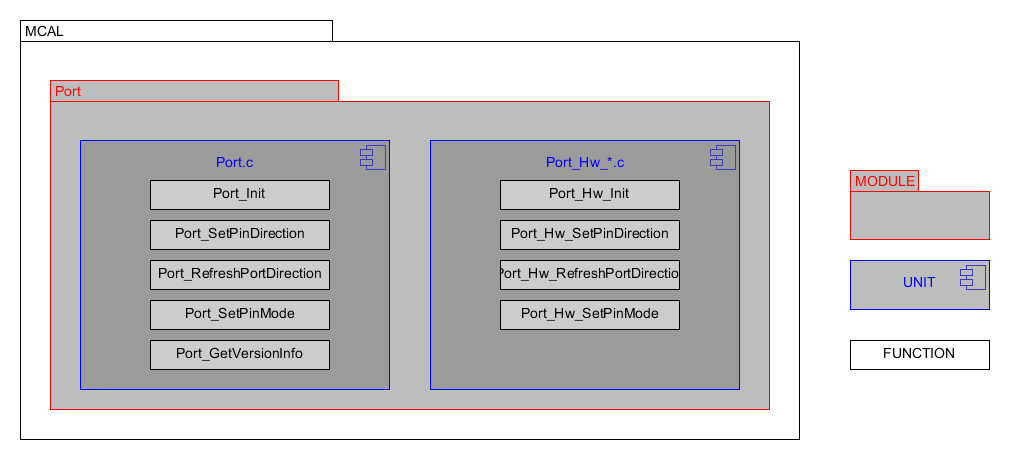 MCAL
Port
Port.c
Port_Init
Port_SetPinDirection
Port_RefreshPortDirection
Port_SetPinMode
Port_GetVersionInfo
Port_Hw_*.c
Port_Hw_Init
Port_Hw_SetPinDirection
Port_Hw_RefreshPortDirectio
Port_Hw_SetPinMode
MODULE
UNIT
FUNCTION